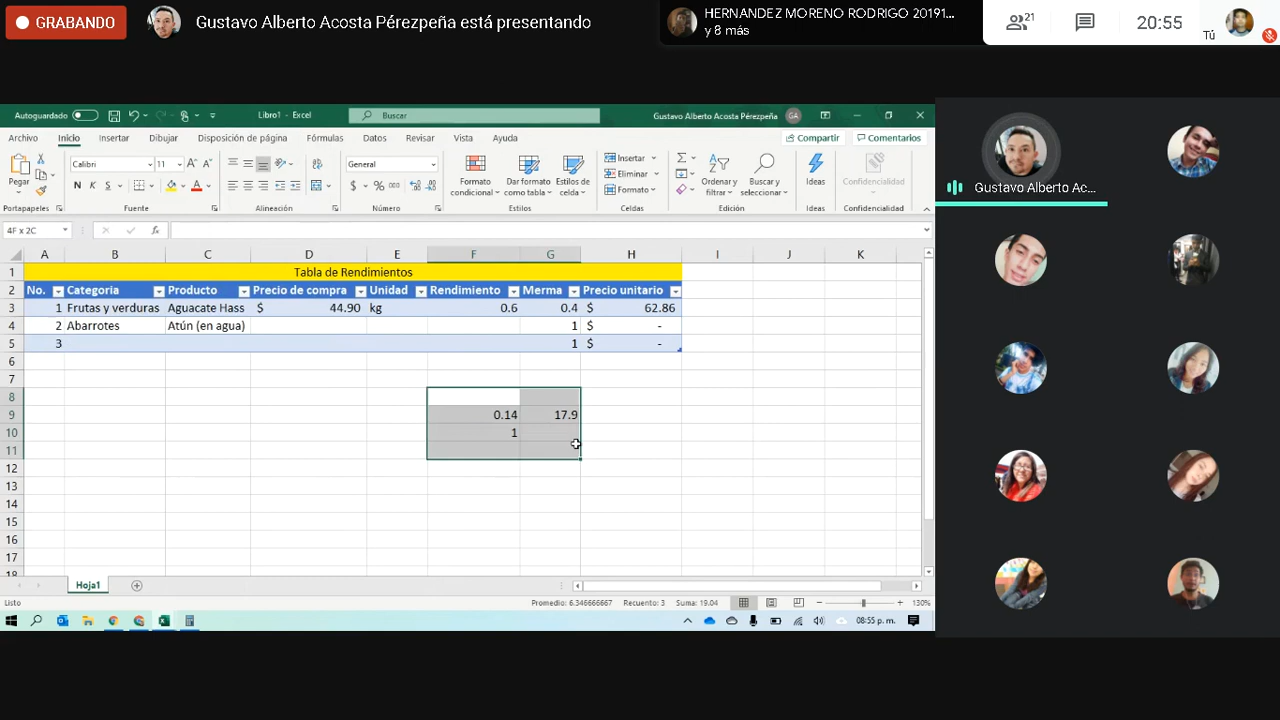 GRABANDO
Gustavo Alberto Acosta Pérezpeña está presentando
HERNANDEZ MORENO RODRIGO 20191...
y 8 más
21
20:55
Tú
Autoguardado
Libro1 - Excel
Buscar
Gustavo Alberto Acosta Pérezpeña
GA
Archivo Inicio Insertar Dibujar Disposición de página Fórmulas Datos Revisar Vista Ayuda
Compartir
Comentarios
Pegar
Calibri
11
N K S
General
$ % 000
Formato condicional
Dar formato como tabla
Estilos de celda
Insertar
Eliminar
Formato
Ordenar y filtrar
Buscar y seleccionar
Ideas
Confidencialidad
Portapapeles Fuente Alineación Número Estilos Celdas Edición Ideas Confidencialidad
4F x 2C
fx
A B C D E F G H I J K
1 Tabla de Rendimientos
2 No. Categoria Producto Precio de compra Unidad Rendimiento Merma Precio unitario
3 1 Frutas y verduras Aguacate Hass $ 44.90 kg 0.6 0.4 $ 62.86
4 2 Abarrotes Atún (en agua) 1 $ -
5 3 1 $ -
6
7
8
9 0.14 17.9
10 1
11
12
13
14
15
16
17
18
Hoja1
Listo
Promedio: 6.346666667 Recuento: 3 Suma: 19.04
130%
08:55 p. m.
Gustavo Alberto Ac...